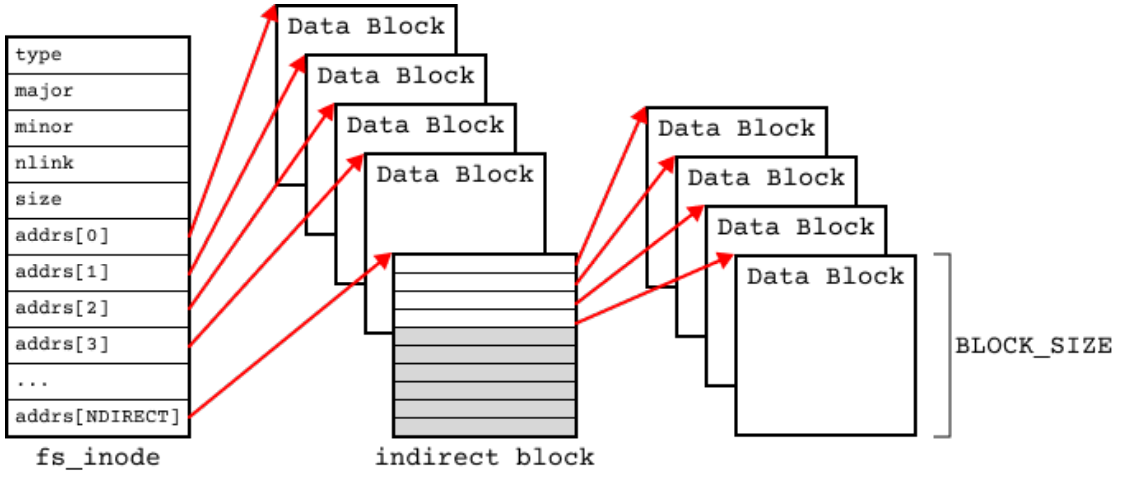 type
major
minor
nlink
size
addrs[0]
addrs[1]
addrs[2]
addrs[3]
...
addrs[NDIRECT]
fs_inode
Data Block
Data Block
Data Block
Data Block
indirect block
Data Block
Data Block
Data Block
Data Block
BLOCK_SIZE